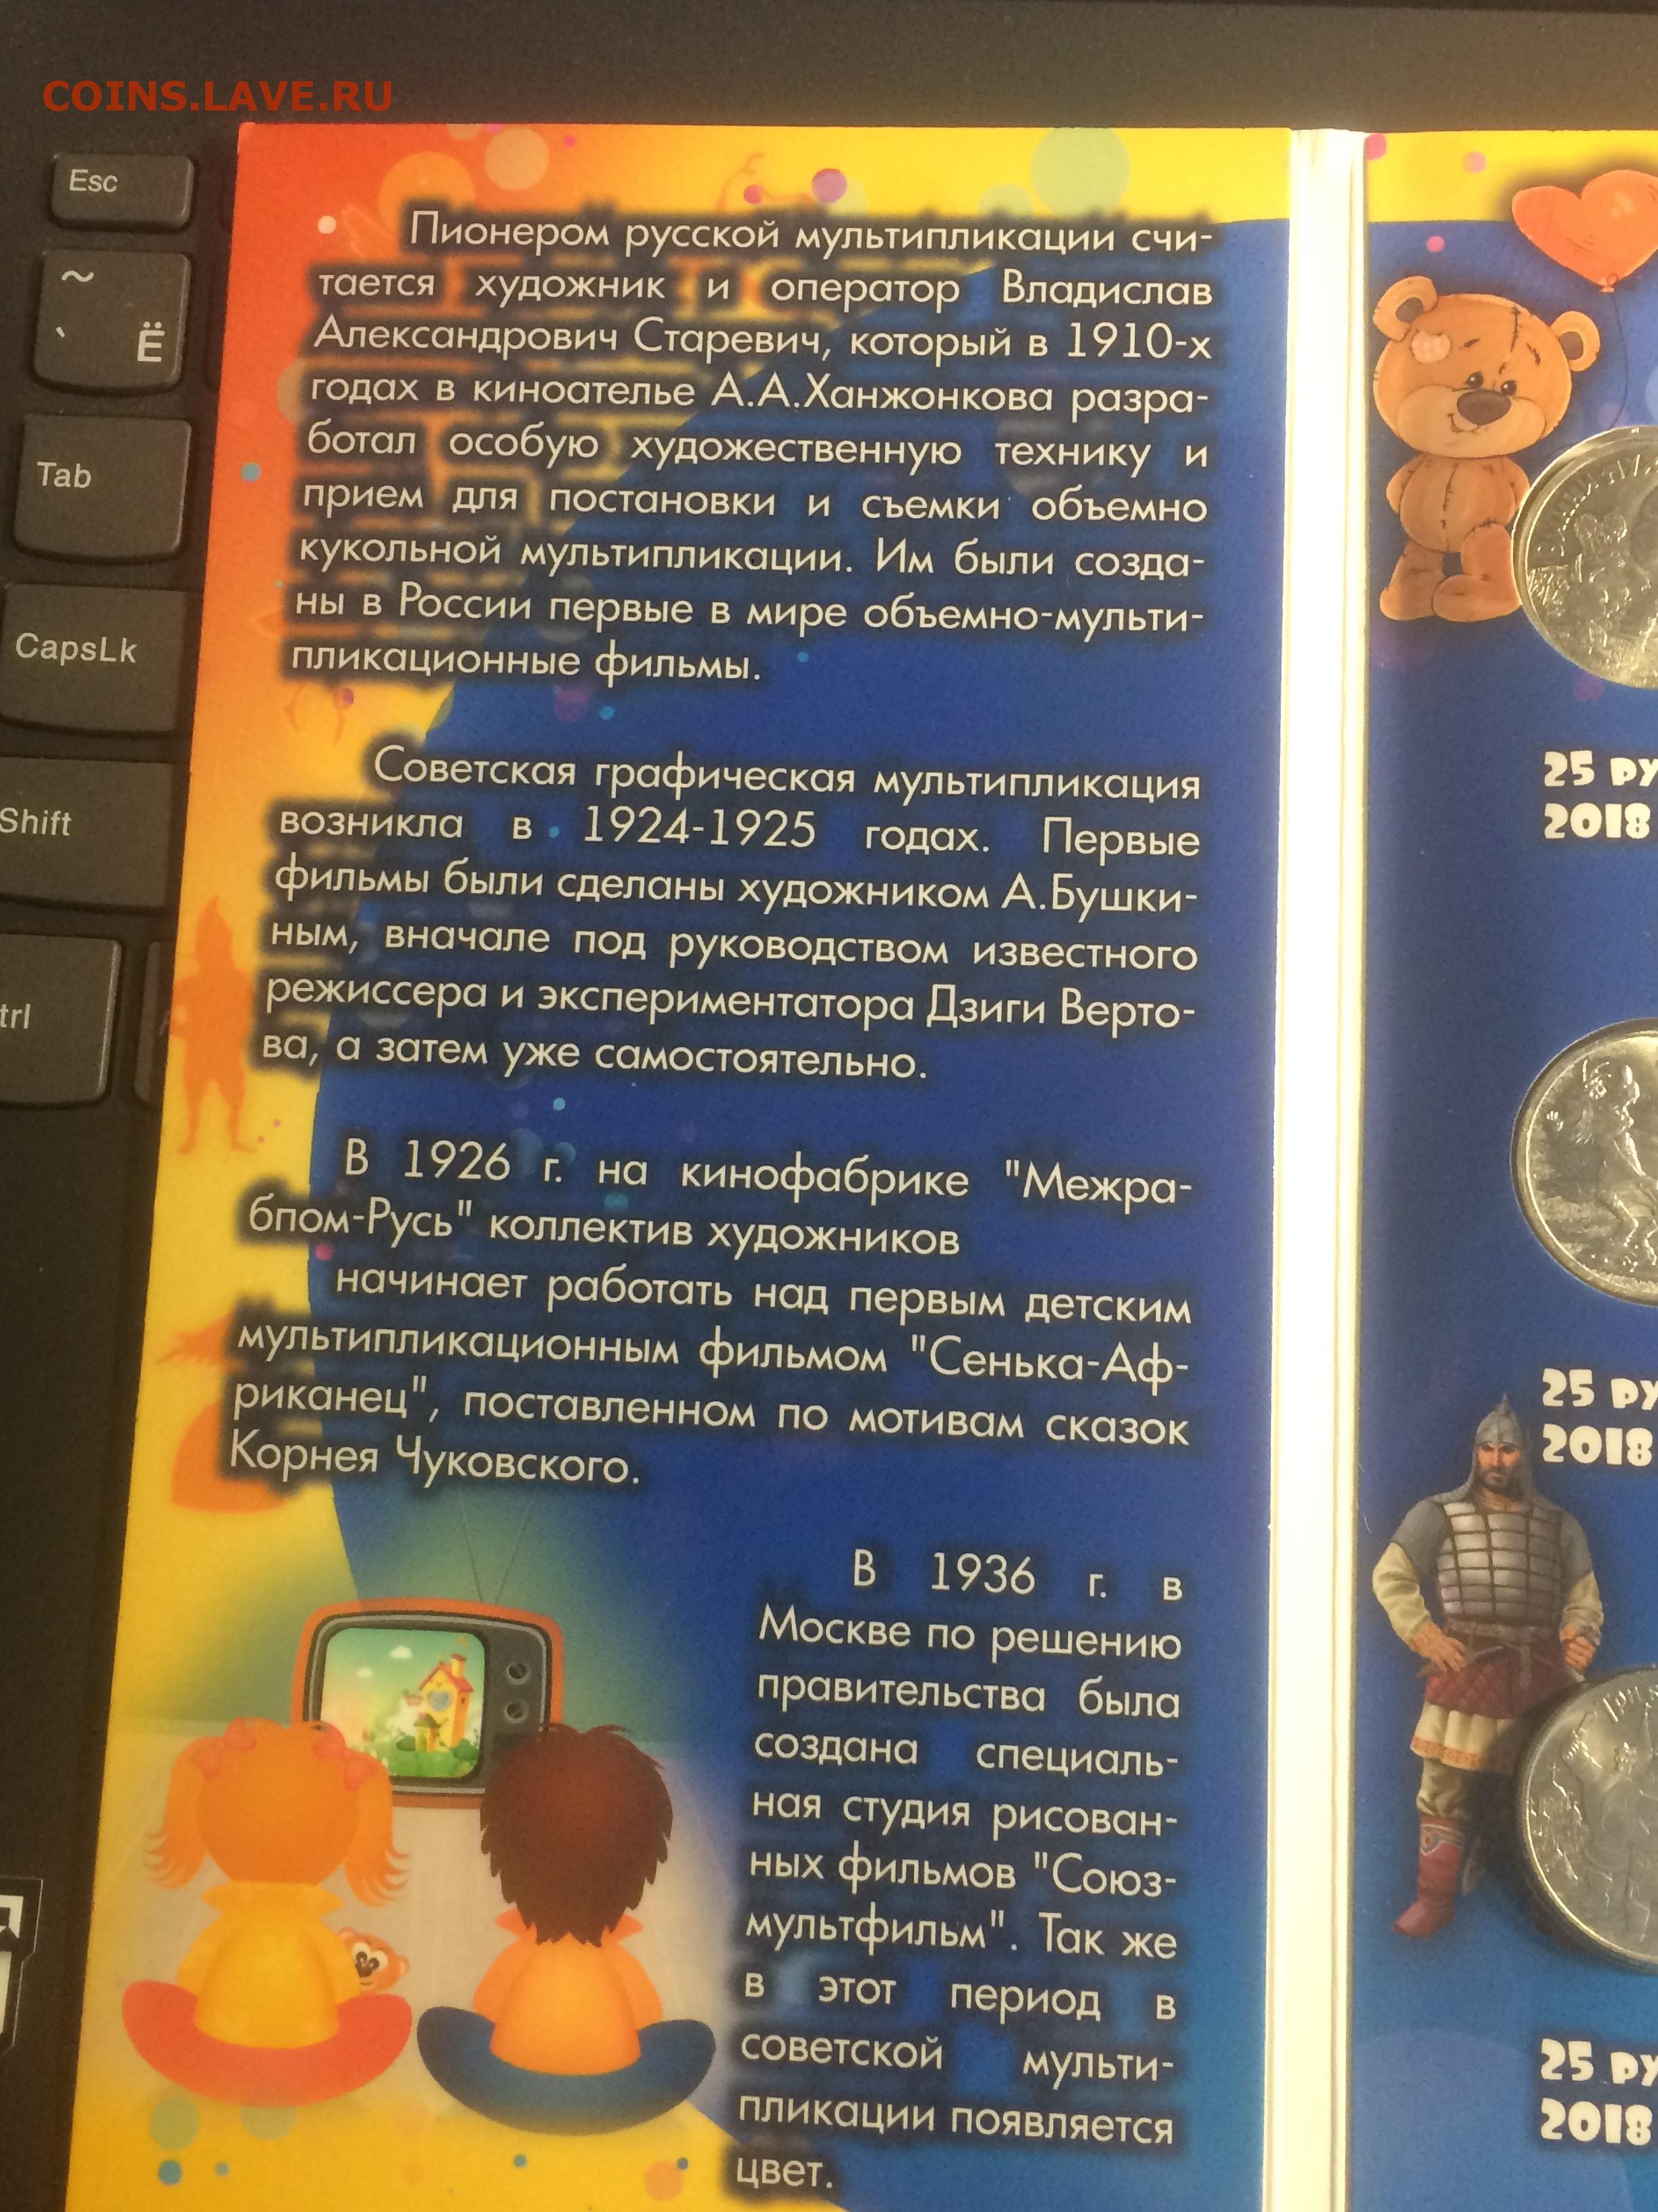 COINS.LAVE.RU
Esc
~
` Ё
Tab
CapsLk
Shift
trl
Пионером русской мультипликации счи-
тается художник и оператор Владислав
Александрович Старевич, который в 1910-х
годах в киноателье А.А.Ханжонкова разра-
ботал особую художественную технику и
прием для постановки и съемки объемно
кукольной мультипликации. Им были созда-
ны в России первые в мире объемно-мульти-
пликационные фильмы.
Советская графическая мультипликация
возникла в 1924-1925 годах. Первые
фильмы были сделаны художником А.Бушки-
ным, вначале под руководством известного
режиссера и экспериментатора Дзиги Верто-
ва, а затем уже самостоятельно.
В 1926 г. на кинофабрике "Межра-
бпом-Русь" коллектив художников
начинает работать над первым детским
мультипликационным фильмом "Сенька-Аф-
риканец", поставленном по мотивам сказок
Корнея Чуковского.
В 1936 г. в
Москве по решению
правительства была
создана специаль-
ная студия рисован-
ных фильмов "Союз-
мультфильм". Так же
в этот период в
советской мульти-
пликации появляется
цвет.
25 РУ
2018
25 РУ
2018
25 РУ
2018